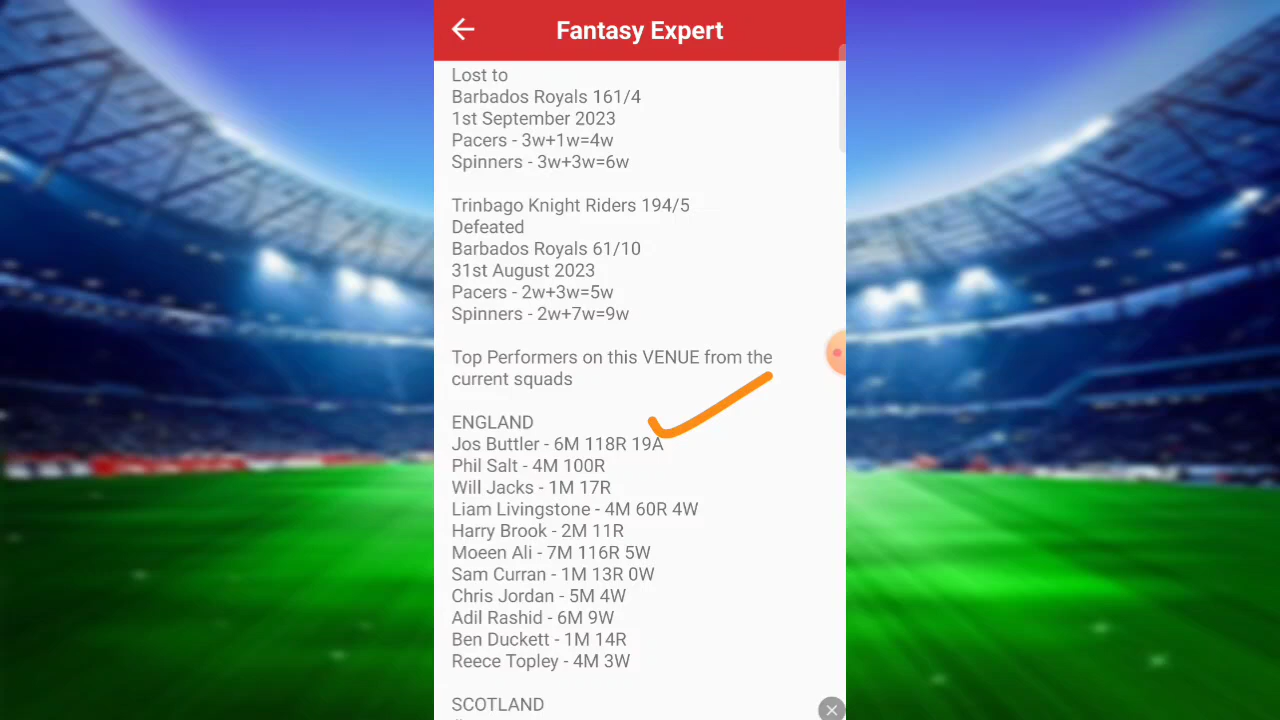 Fantasy Expert
Lost to
Barbados Royals 161/4
1st September 2023
Pacers - 3w+1w=4w
Spinners - 3w+3w=6w
Trinbago Knight Riders 194/5
Defeated
Barbados Royals 61/10
31st August 2023
Pacers - 2w+3w=5w
Spinners - 2w+7w=9w
Top Performers on this VENUE from the
current squads
ENGLAND
Jos Buttler - 6M 118R 19A
Phil Salt - 4M 100R
Will Jacks - 1M 17R
Liam Livingstone - 4M 60R 4W
Harry Brook - 2M 11R
Moeen Ali - 7M 116R 5W
Sam Curran - 1M 13R 0W
Chris Jordan - 5M 4W
Adil Rashid - 6M 9W
Ben Duckett - 1M 14R
Reece Topley - 4M 3W
SCOTLAND